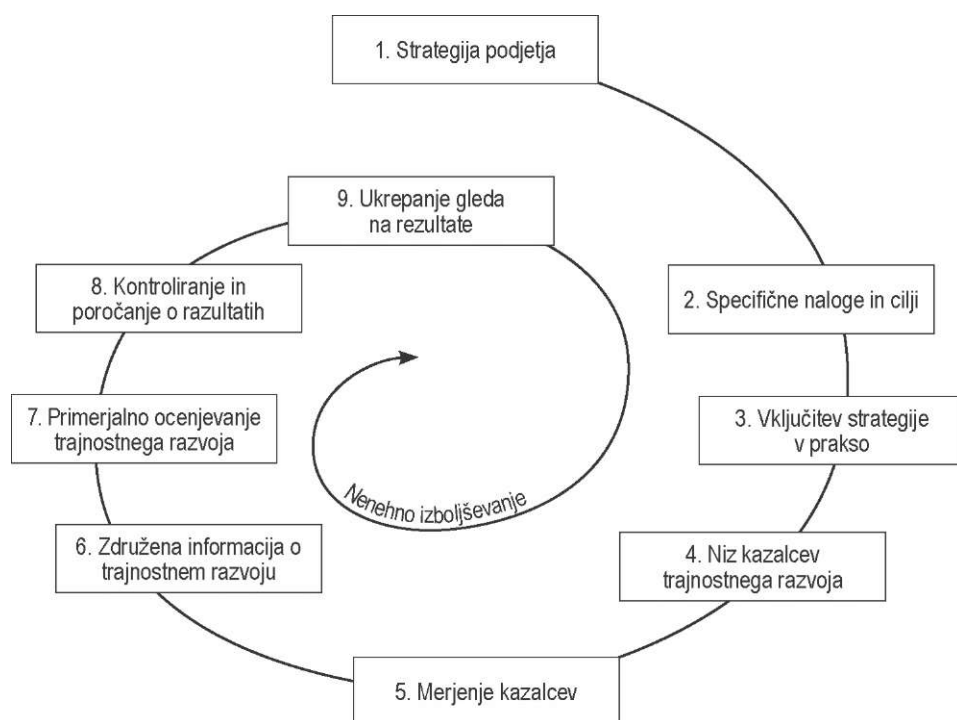 1. Strategija podjetja
2. Specifične naloge in cilji
3. Vključitev strategije
v prakso
4. Niz kazalcev
trajnostnega razvoja
5. Merjenje kazalcev
6. Združena informacija o
trajnostnem razvoju
7. Primerjalno ocenjevanje
trajnostnega razvoja
8. Kontroliranje in
poročanje o razultatih
9. Ukrepanje gleda
na rezultate
Nenehno izboljševanje